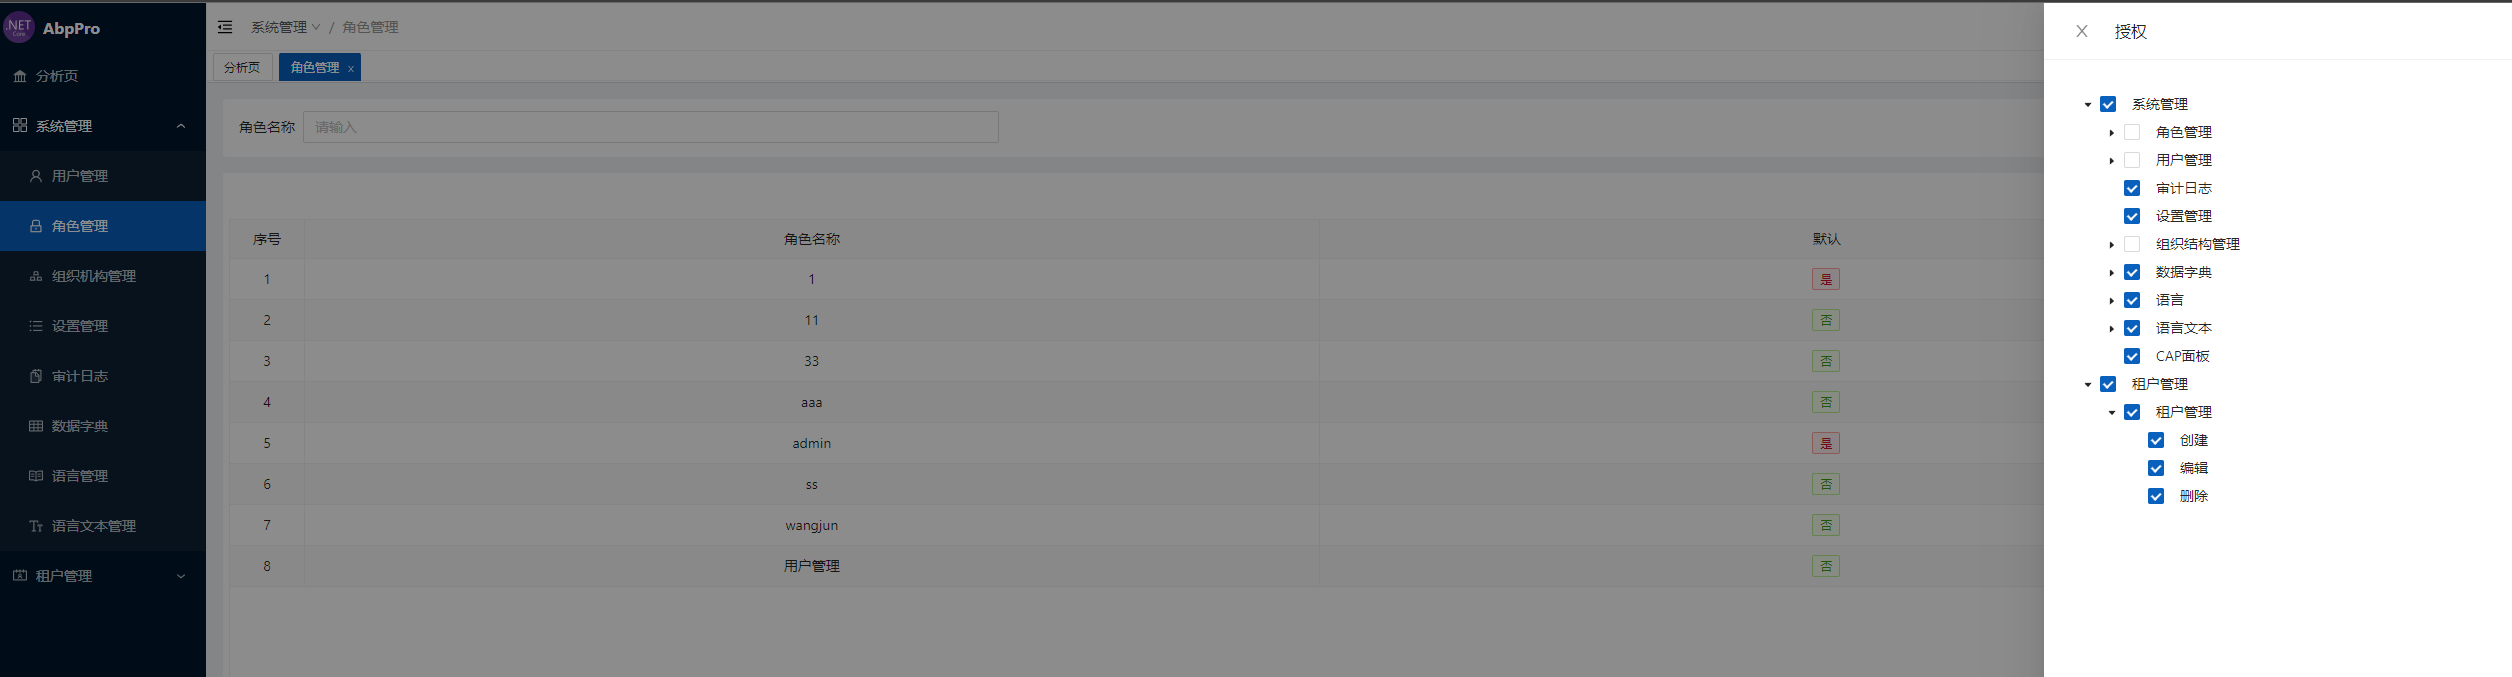 .NET
Core
AbpPro
分析页
系统管理
用户管理
角色管理
组织机构管理
设置管理
审计日志
数据字典
语言管理
语言文本管理
租户管理
系统管理 / 角色管理
分析页 角色管理 x
角色名称 请输入
序号 角色名称 默认
1 1 是
2 11 否
3 33 否
4 aaa 否
5 admin 是
6 ss 否
7 wangjun 否
8 用户管理 否
授权
系统管理
角色管理
用户管理
审计日志
设置管理
组织结构管理
数据字典
语言
语言文本
CAP面板
租户管理
租户管理
创建
编辑
删除